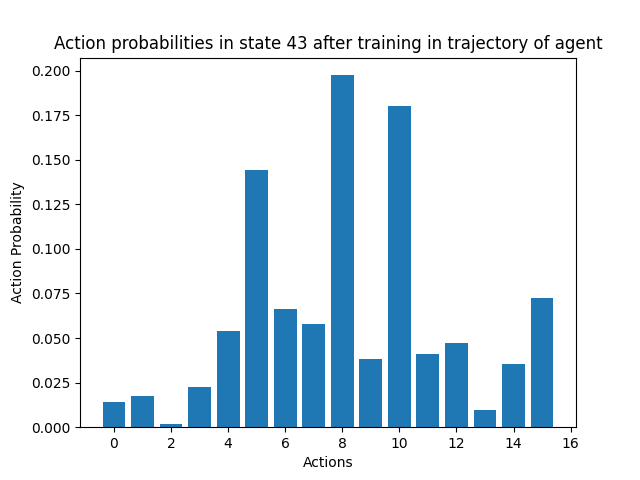 Action probabilities in state 43 after training in trajectory of agent
0.200
0.175
0.150
0.125
0.100
0.075
0.050
0.025
0.000
Action Probability
0 2 4 6 8 10 12 14 16
Actions